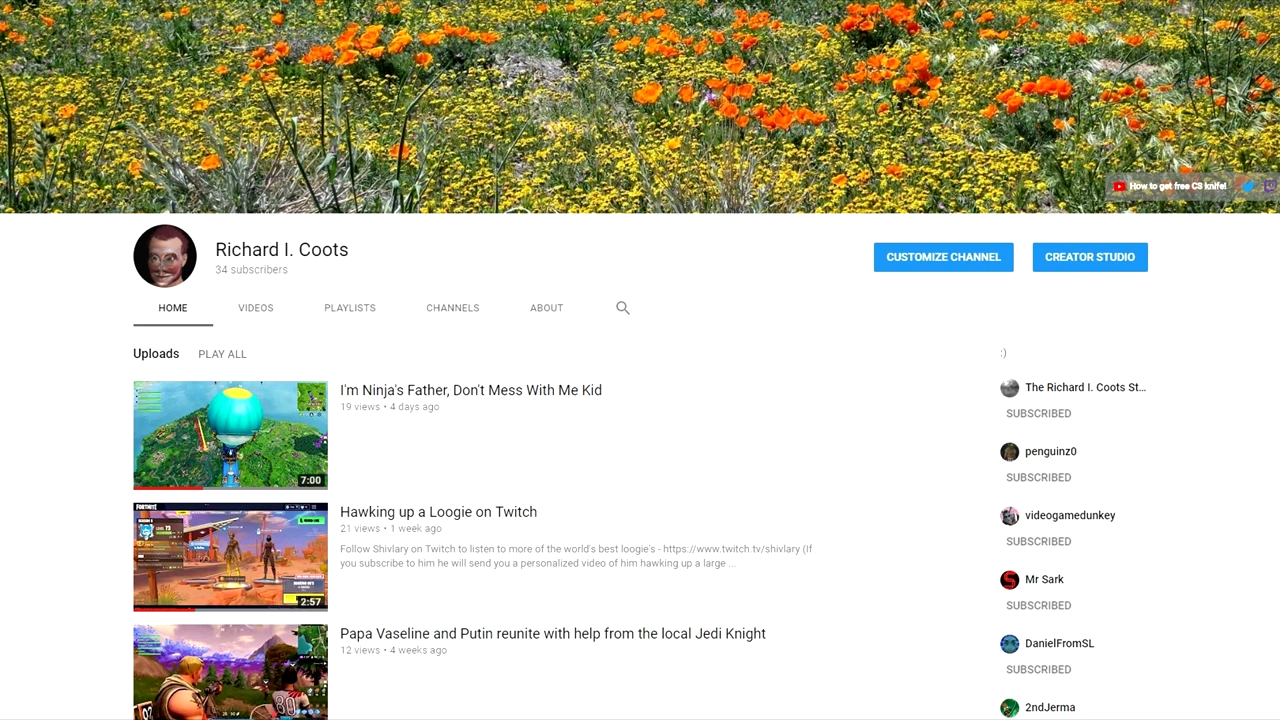 How to get free CS knife!
Richard I. Coots
34 subscribers
CUSTOMIZE CHANNEL
CREATOR STUDIO
HOME
VIDEOS
PLAYLISTS
CHANNELS
ABOUT
Uploads
PLAY ALL
7:00
I'm Ninja's Father, Don't Mess With Me Kid
19 views • 4 days ago
FORTNITE
2:57
Hawking up a Loogie on Twitch
21 views • 1 week ago
Follow Shivlary on Twitch to listen to more of the world's best loogie's - https://www.twitch.tv/shivlary (If
you subscribe to him he will send you a personalized video of him hawking up a large ...
Papa Vaseline and Putin reunite with help from the local Jedi Knight
12 views • 4 weeks ago
:)
The Richard I. Coots St...
SUBSCRIBED
penguinz0
SUBSCRIBED
videogamedunkey
SUBSCRIBED
Mr Sark
SUBSCRIBED
DanielFromSL
SUBSCRIBED
2ndJerma